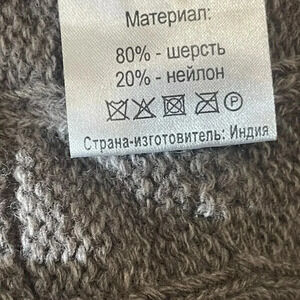 Материал:
80% - шерсть
20% - нейлон
Страна-изготовитель: Индия